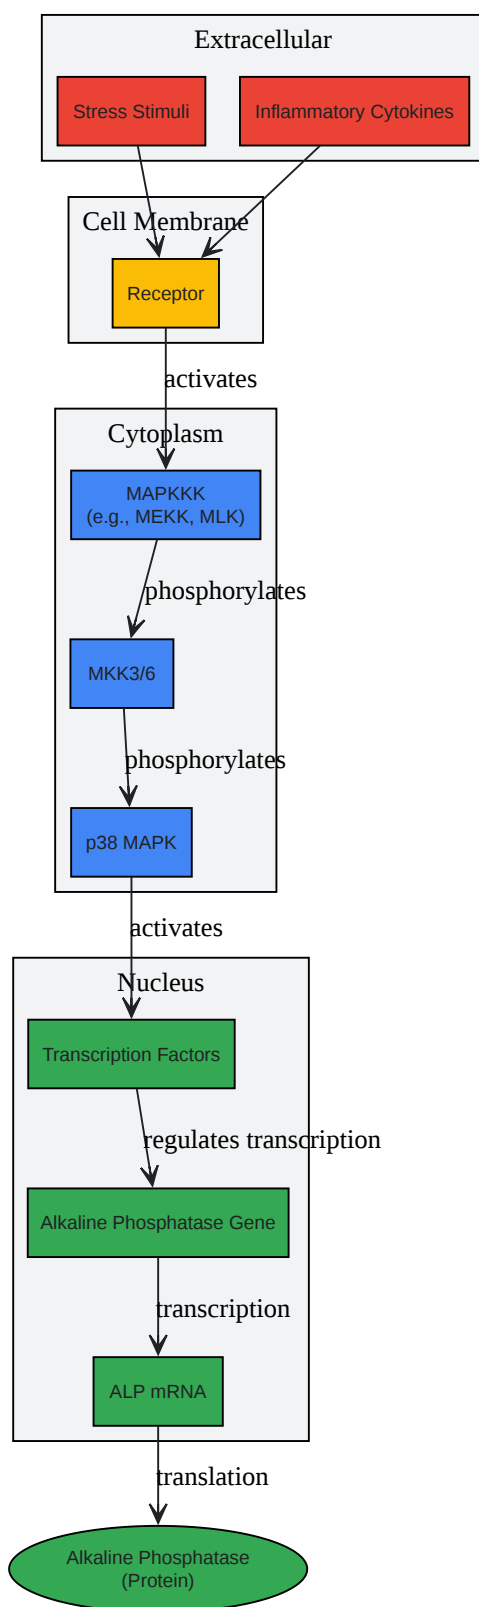 Extracellular
Stress Stimuli
Inflammatory Cytokines
Cell Membrane
Receptor
activates
Cytoplasm
MAPKKK
(e.g., MEKK, MLK)
phosphorylates
MKK3/6
phosphorylates
p38 MAPK
activates
Nucleus
Transcription Factors
regulates transcription
Alkaline Phosphatase Gene
transcription
ALP mRNA
translation
Alkaline Phosphatase
(Protein)